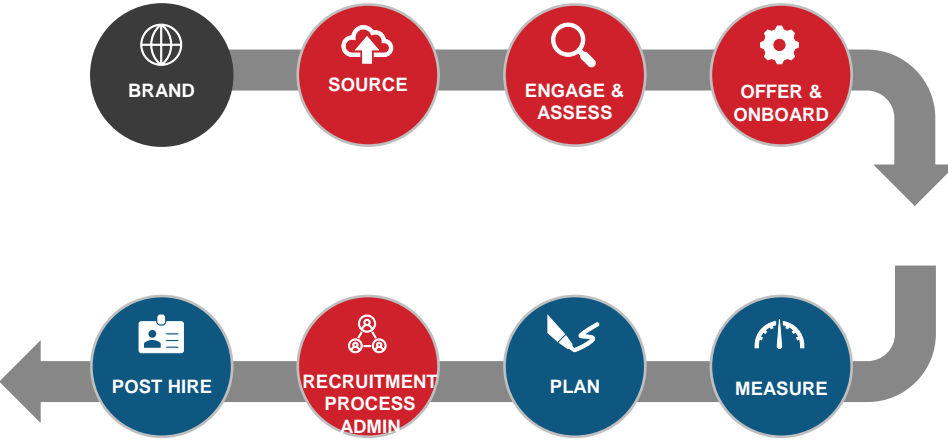 BRAND
SOURCE
ENGAGE &
ASSESS
OFFER &
ONBOARD
POST HIRE
RECRUITMENT
PROCESS
ADMIN
PLAN
MEASURE